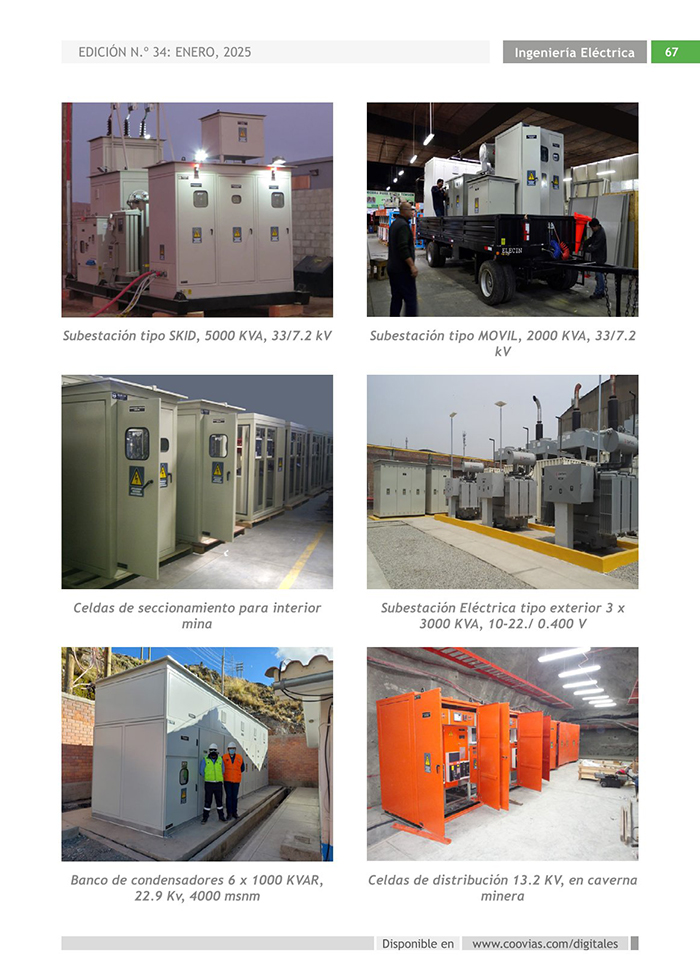 EDICIÓN N.º 34: ENERO, 2025
Ingeniería Eléctrica
67
ELECIN
Subestación tipo SKID, 5000 KVA, 33/7.2 kV
Subestación tipo MOVIL, 2000 KVA, 33/7.2
kV
Celdas de seccionamiento para interior
mina
Subestación Eléctrica tipo exterior 3 x
3000 KVA, 10-22./ 0.400 V
Banco de condensadores 6 x 1000 KVAR,
22.9 Kv, 4000 msnm
Celdas de distribución 13.2 KV, en caverna
minera
Disponible en
www.coovias.com/digitales